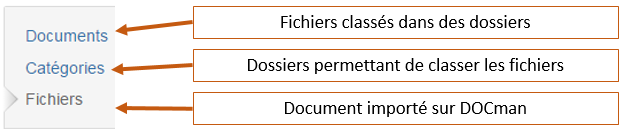 Documents
Fichiers classés dans des dossiers
Catégories
Dossiers permettant de classer les fichiers
Fichiers
Document importé sur DOCman